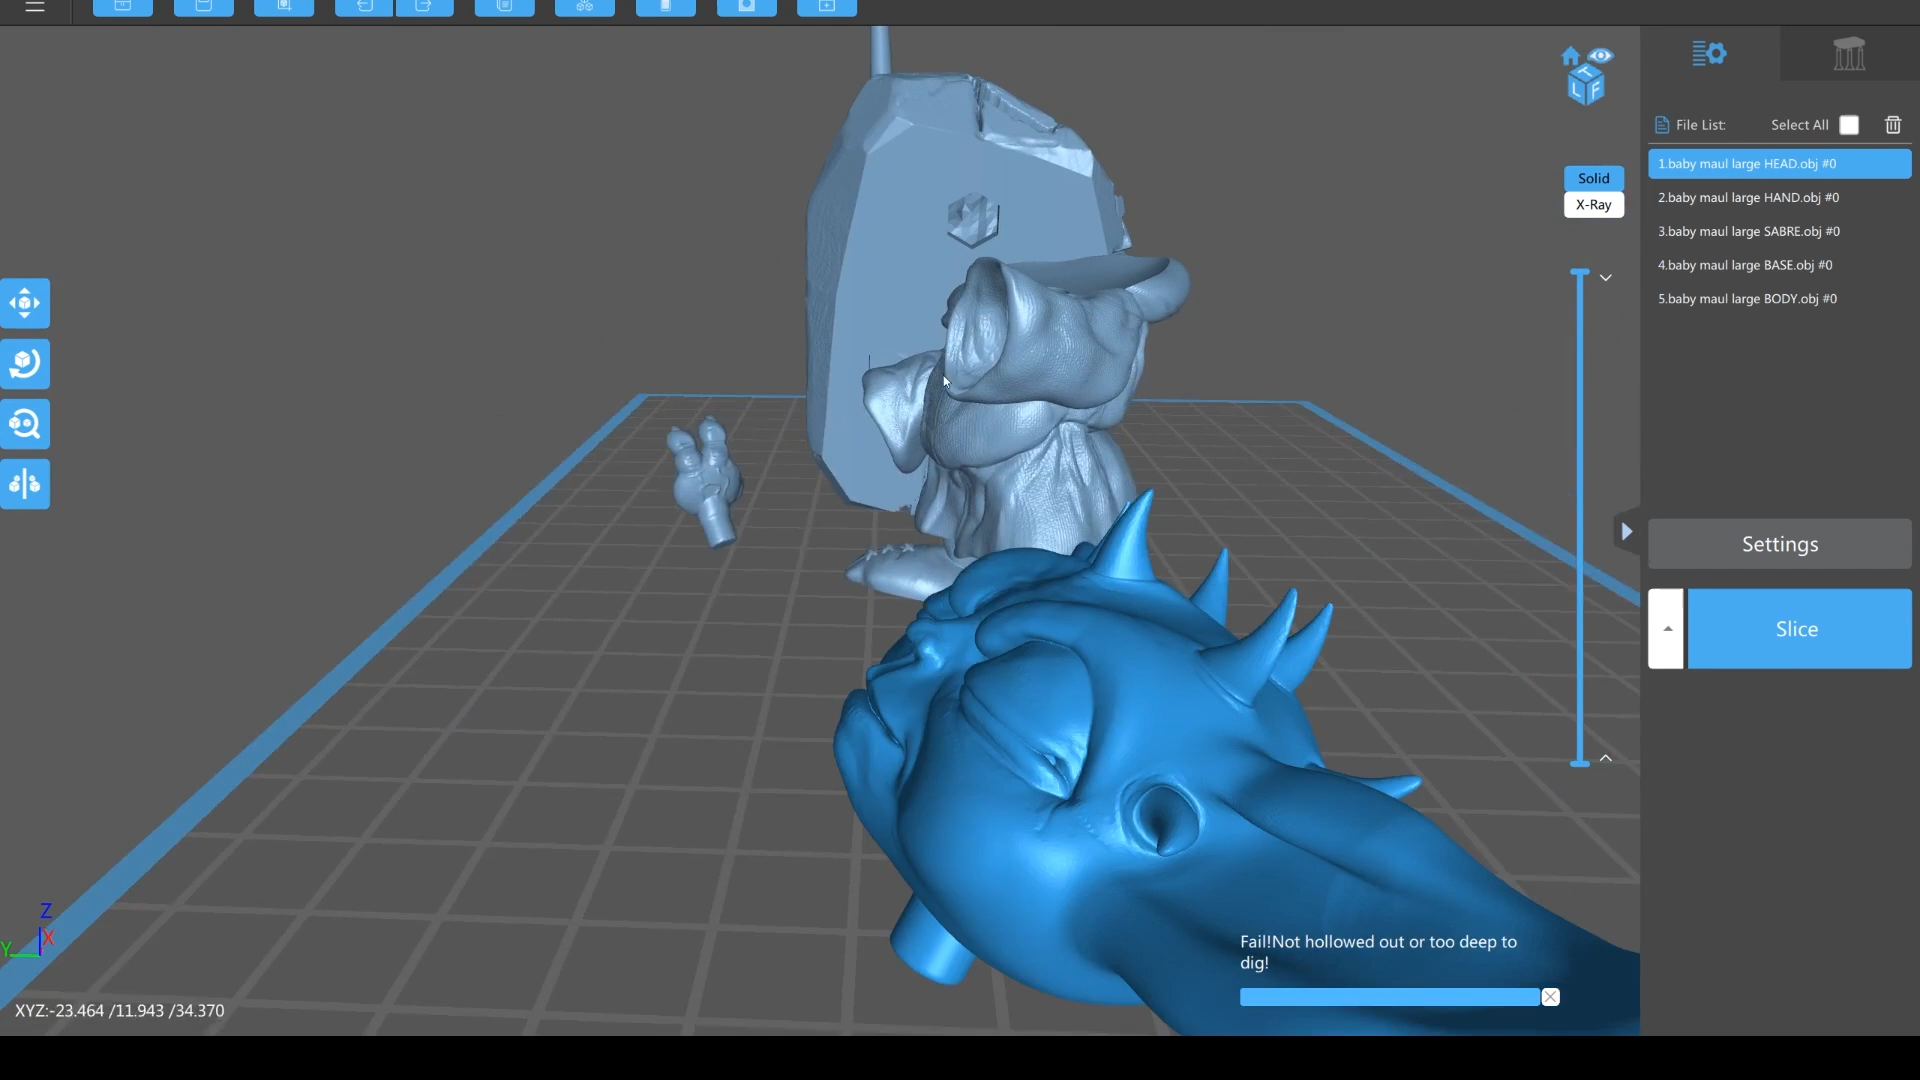 T
L F
File List:
Select All
1.baby maul large HEAD.obj #0
2.baby maul large HAND.obj #0
3.baby maul large SABRE.obj #0
4.baby maul large BASE.obj #0
5.baby maul large BODY.obj #0
Solid
X-Ray
Settings
Slice
Z
X
Y
Fail!Not hollowed out or too deep to
dig!
XYZ:-23.464 /11.943 /34.370